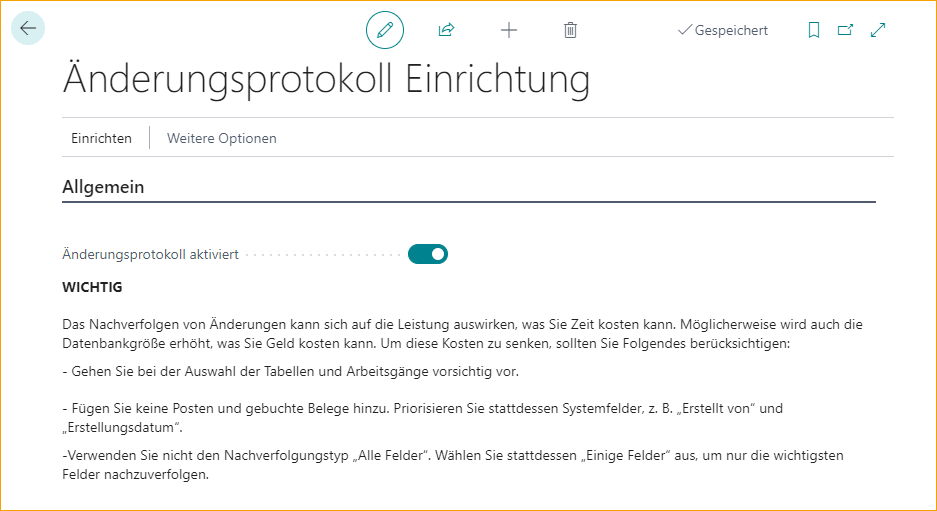 Gespeichert
Änderungsprotokoll Einrichtung
Einrichten
Weitere Optionen
Allgemein
Änderungsprotokoll aktiviert
WICHTIG
Das Nachverfolgen von Änderungen kann sich auf die Leistung auswirken, was Sie Zeit kosten kann. Möglicherweise wird auch die
Datenbankgröße erhöht, was Sie Geld kosten kann. Um diese Kosten zu senken, sollten Sie Folgendes berücksichtigen:
- Gehen Sie bei der Auswahl der Tabellen und Arbeitsgänge vorsichtig vor.
- Fügen Sie keine Posten und gebuchte Belege hinzu. Priorisieren Sie stattdessen Systemfelder, z. B. „Erstellt von“ und
„Erstellungsdatum“.
-Verwenden Sie nicht den Nachverfolgungstyp „Alle Felder“. Wählen Sie stattdessen „Einige Felder“ aus, um nur die wichtigsten
Felder nachzuverfolgen.